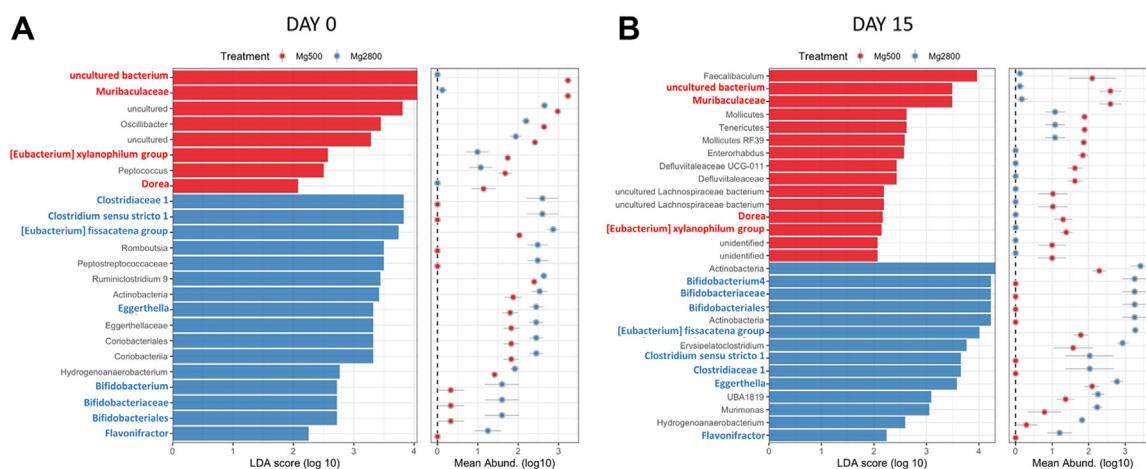 A
DAY 0
Treatment Mg500 Mg2800
uncultured bacterium
Muribaculaceae
uncultured
Oscillibacter
uncultured
[Eubacterium] xylanophilum group
Peptococcus
Dorea
Clostridiaceae 1
Clostridium sensu stricto 1
[Eubacterium] fissacatena group
Romboutsia
Peptostreptococcaceae
Ruminiclostridium 9
Actinobacteria
Eggerthella
Eggerthellaceae
Coriobacteriales
Coriobacteriia
Hydrogenoanaerobacterium
Bifidobacterium
Bifidobacteriaceae
Bifidobacteriales
Flavonifractor
0 1 2 3 4
LDA score (log 10)
0 1 2 3
Mean Abund. (log10)
B
DAY 15
Treatment Mg500 Mg2800
Faecalibaculum
uncultured bacterium
Muribaculaceae
Mollicutes
Tenericutes
Mollicutes RF39
Enterorhabdus
Defluviitaleaceae UCG-011
Defluviitaleaceae
uncultured Lachnospiraceae bacterium
uncultured Lachnospiraceae bacterium
Dorea
[Eubacterium] xylanophilum group
unidentified
unidentified
Actinobacteria
Bifidobacterium4
Bifidobacteriaceae
Bifidobacteriales
Actinobacteria
[Eubacterium] fissacatena group
Erysipelatoclostridium
Clostridium sensu stricto 1
Clostridiaceae 1
Eggerthella
UBA1819
Murimonas
Hydrogenoanaerobacterium
Flavonifractor
0 1 2 3 4
LDA score (log 10)
0 1 2 3
Mean Abund. (log10)